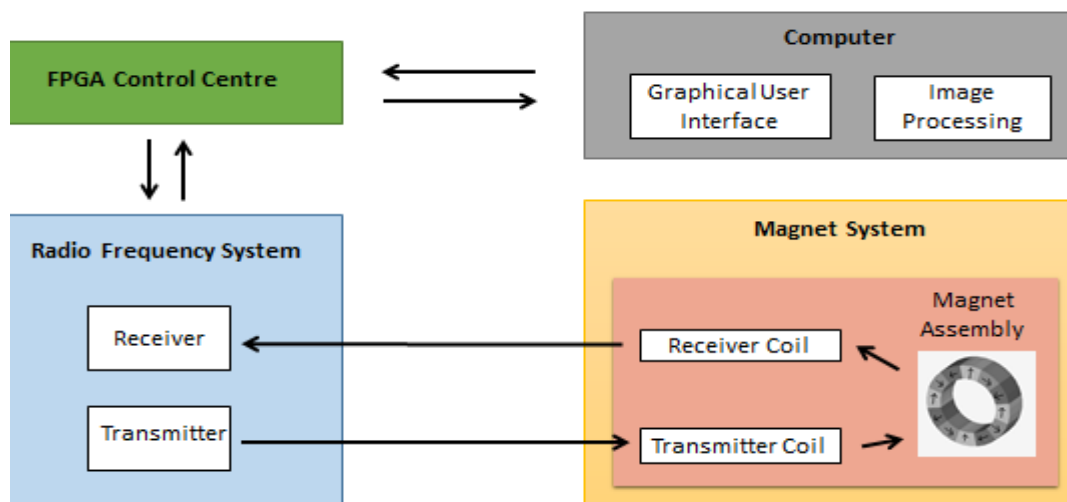 FPGA Control Centre
Computer
Graphical User
Interface
Image
Processing
Radio Frequency System
Receiver
Transmitter
Magnet System
Magnet
Assembly
Receiver Coil
Transmitter Coil